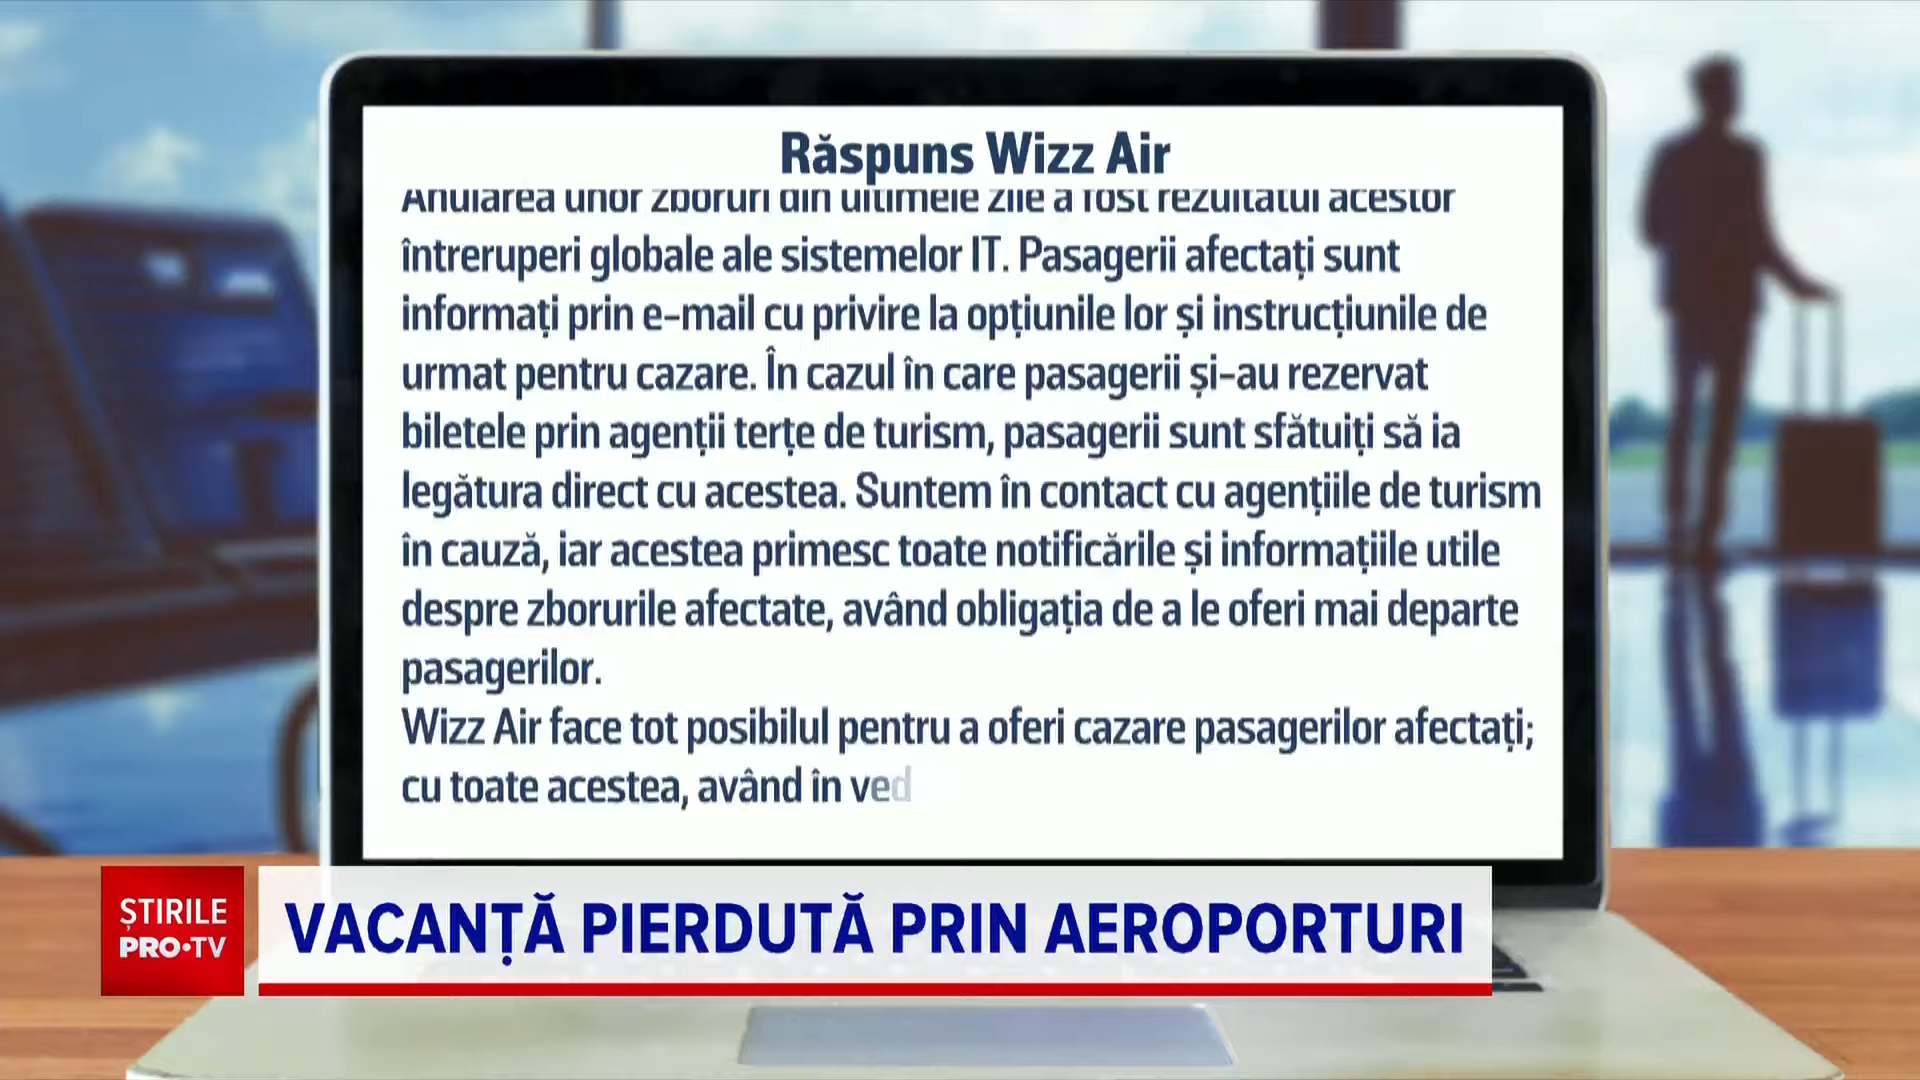 Răspuns Wizz Air
Anularea unor zboruri din ultimele zile a fost rezultatul acestor
întreruperi globale ale sistemelor IT. Pasagerii afectați sunt
informați prin e-mail cu privire la opțiunile lor și instrucțiunile de
urmat pentru cazare. În cazul în care pasagerii și-au rezervat
biletele prin agenții terțe de turism, pasagerii sunt sfătuiți să ia
legătura direct cu acestea. Suntem în contact cu agențiile de turism
în cauză, iar acestea primesc toate notificările și informațiile utile
despre zborurile afectate, având obligația de a le oferi mai departe
pasagerilor.
Wizz Air face tot posibilul pentru a oferi cazare pasagerilor afectați;
cu toate acestea, având în ved
ȘTIRILE
PRO•TV
VACANȚĂ PIERDUTĂ PRIN AEROPORTURI